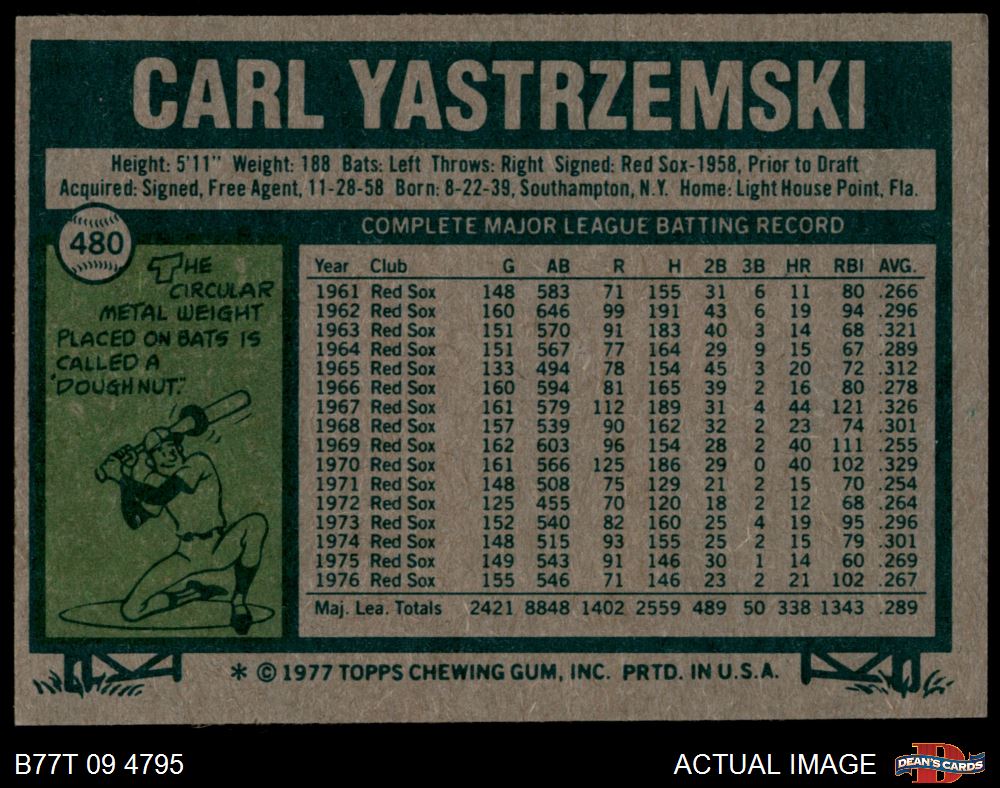 CARL YASTRZEMSKI
Height: 5'11" Weight: 188 Bats: Left Throws: Right Signed: Red Sox-1958, Prior to Draft
Acquired: Signed, Free Agent, 11-28-58 Born: 8-22-39, Southampton, N.Y. Home: Light House Point, Fla.
480
THE
CIRCULAR
METAL WEIGHT
PLACED ON BATS IS
CALLED A
"DOUGHNUT."
COMPLETE MAJOR LEAGUE BATTING RECORD
Year Club G AB R H 2B 3B HR RBI AVG.
1961 Red Sox 148 583 71 155 31 6 11 80 .266
1962 Red Sox 160 646 99 191 43 6 19 94 .296
1963 Red Sox 151 570 91 183 40 3 14 68 .321
1964 Red Sox 151 567 77 164 29 9 15 67 .289
1965 Red Sox 133 494 78 154 45 3 20 72 .312
1966 Red Sox 160 594 81 165 39 2 16 80 .278
1967 Red Sox 161 579 112 189 31 4 44 121 .326
1968 Red Sox 157 539 90 162 32 2 23 74 .301
1969 Red Sox 162 603 96 154 28 2 40 111 .255
1970 Red Sox 161 566 125 186 29 0 40 102 .329
1971 Red Sox 148 508 75 129 21 2 15 70 .254
1972 Red Sox 125 455 70 120 18 2 12 68 .264
1973 Red Sox 152 540 82 160 25 4 19 95 .296
1974 Red Sox 148 515 93 155 25 2 15 79 .301
1975 Red Sox 149 543 91 146 30 1 14 60 .269
1976 Red Sox 155 546 71 146 23 2 21 102 .267
Maj. Lea. Totals 2421 8848 1402 2559 489 50 338 1343 .289
* © 1977 TOPPS CHEWING GUM, INC. PRTD. IN U.S.A.
B77T 09 4795 ACTUAL IMAGE DEAN'S CARDS